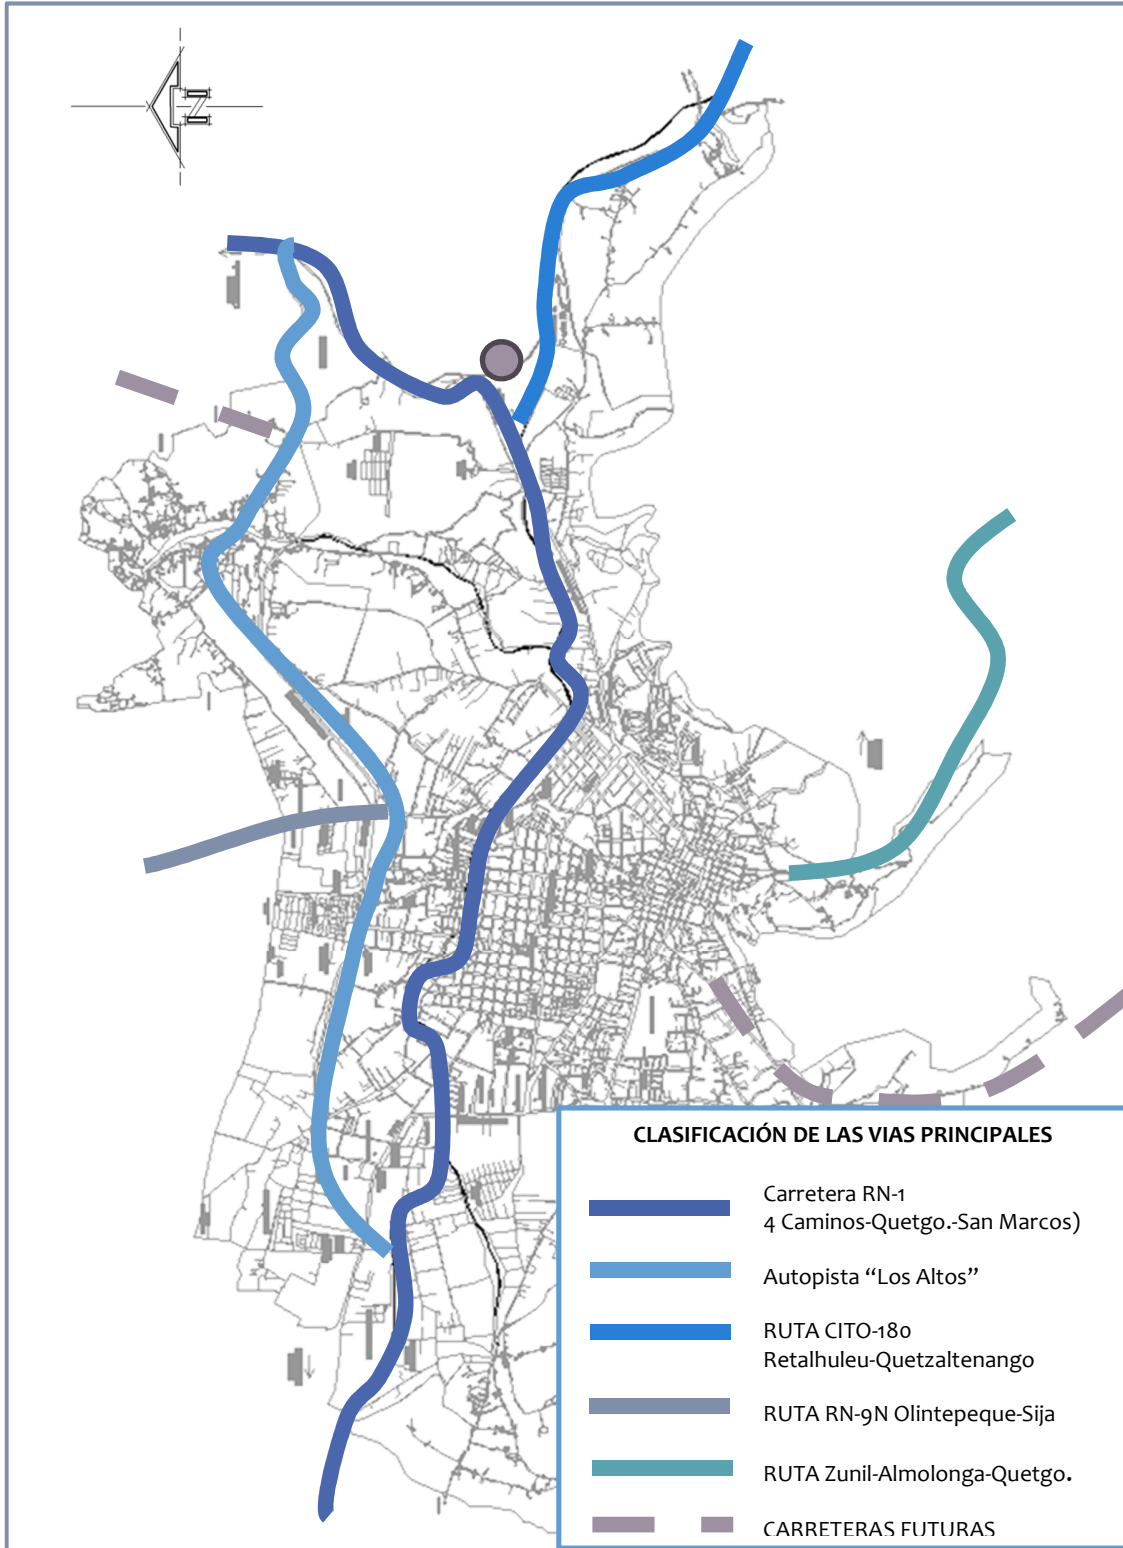 CLASIFICACIÓN DE LAS VIAS PRINCIPALES
Carretera RN-1
4 Caminos-Quetgo.-San Marcos)
Autopista “Los Altos”
RUTA CITO-180
Retalhuleu-Quetzaltenango
RUTA RN-9N Olintepeque-Sija
RUTA Zunil-Almolonga-Quetgo.
CARRETERAS FUTURAS